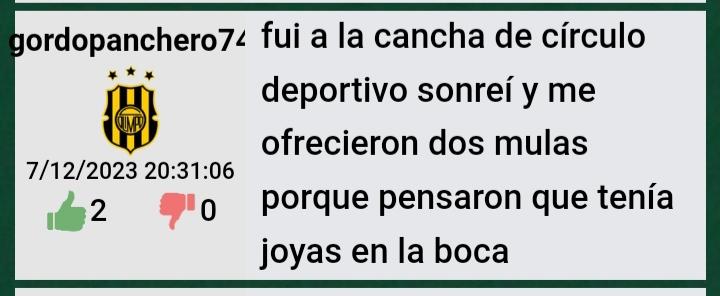 gordopanchero74
7/12/2023 20:31:06
2
0
fui a la cancha de círculo
deportivo sonreí y me
ofrecieron dos mulas
porque pensaron que tenía
joyas en la boca